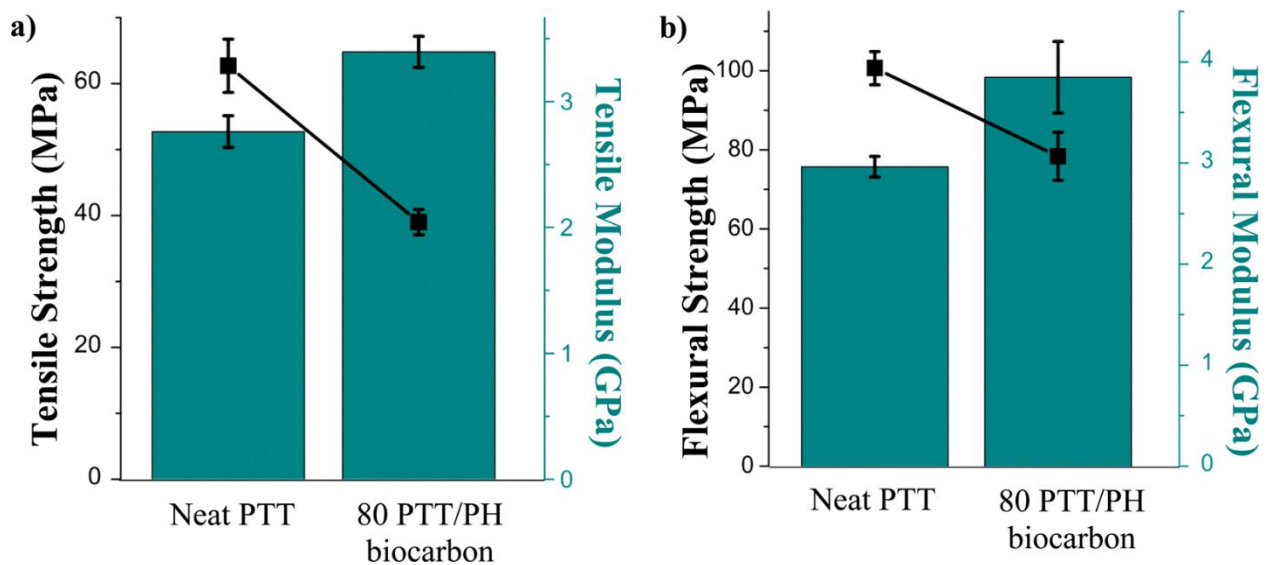 a)
Tensile Strength (MPa)
60
40
20
0
Neat PTT
80 PTT/PH
biocarbon
3
2
1
0
Tensile Modulus (GPa)
b)
Flexural Strength (MPa)
100
80
60
40
20
0
Neat PTT
80 PTT/PH
biocarbon
4
3
2
1
0
Flexural Modulus (GPa)